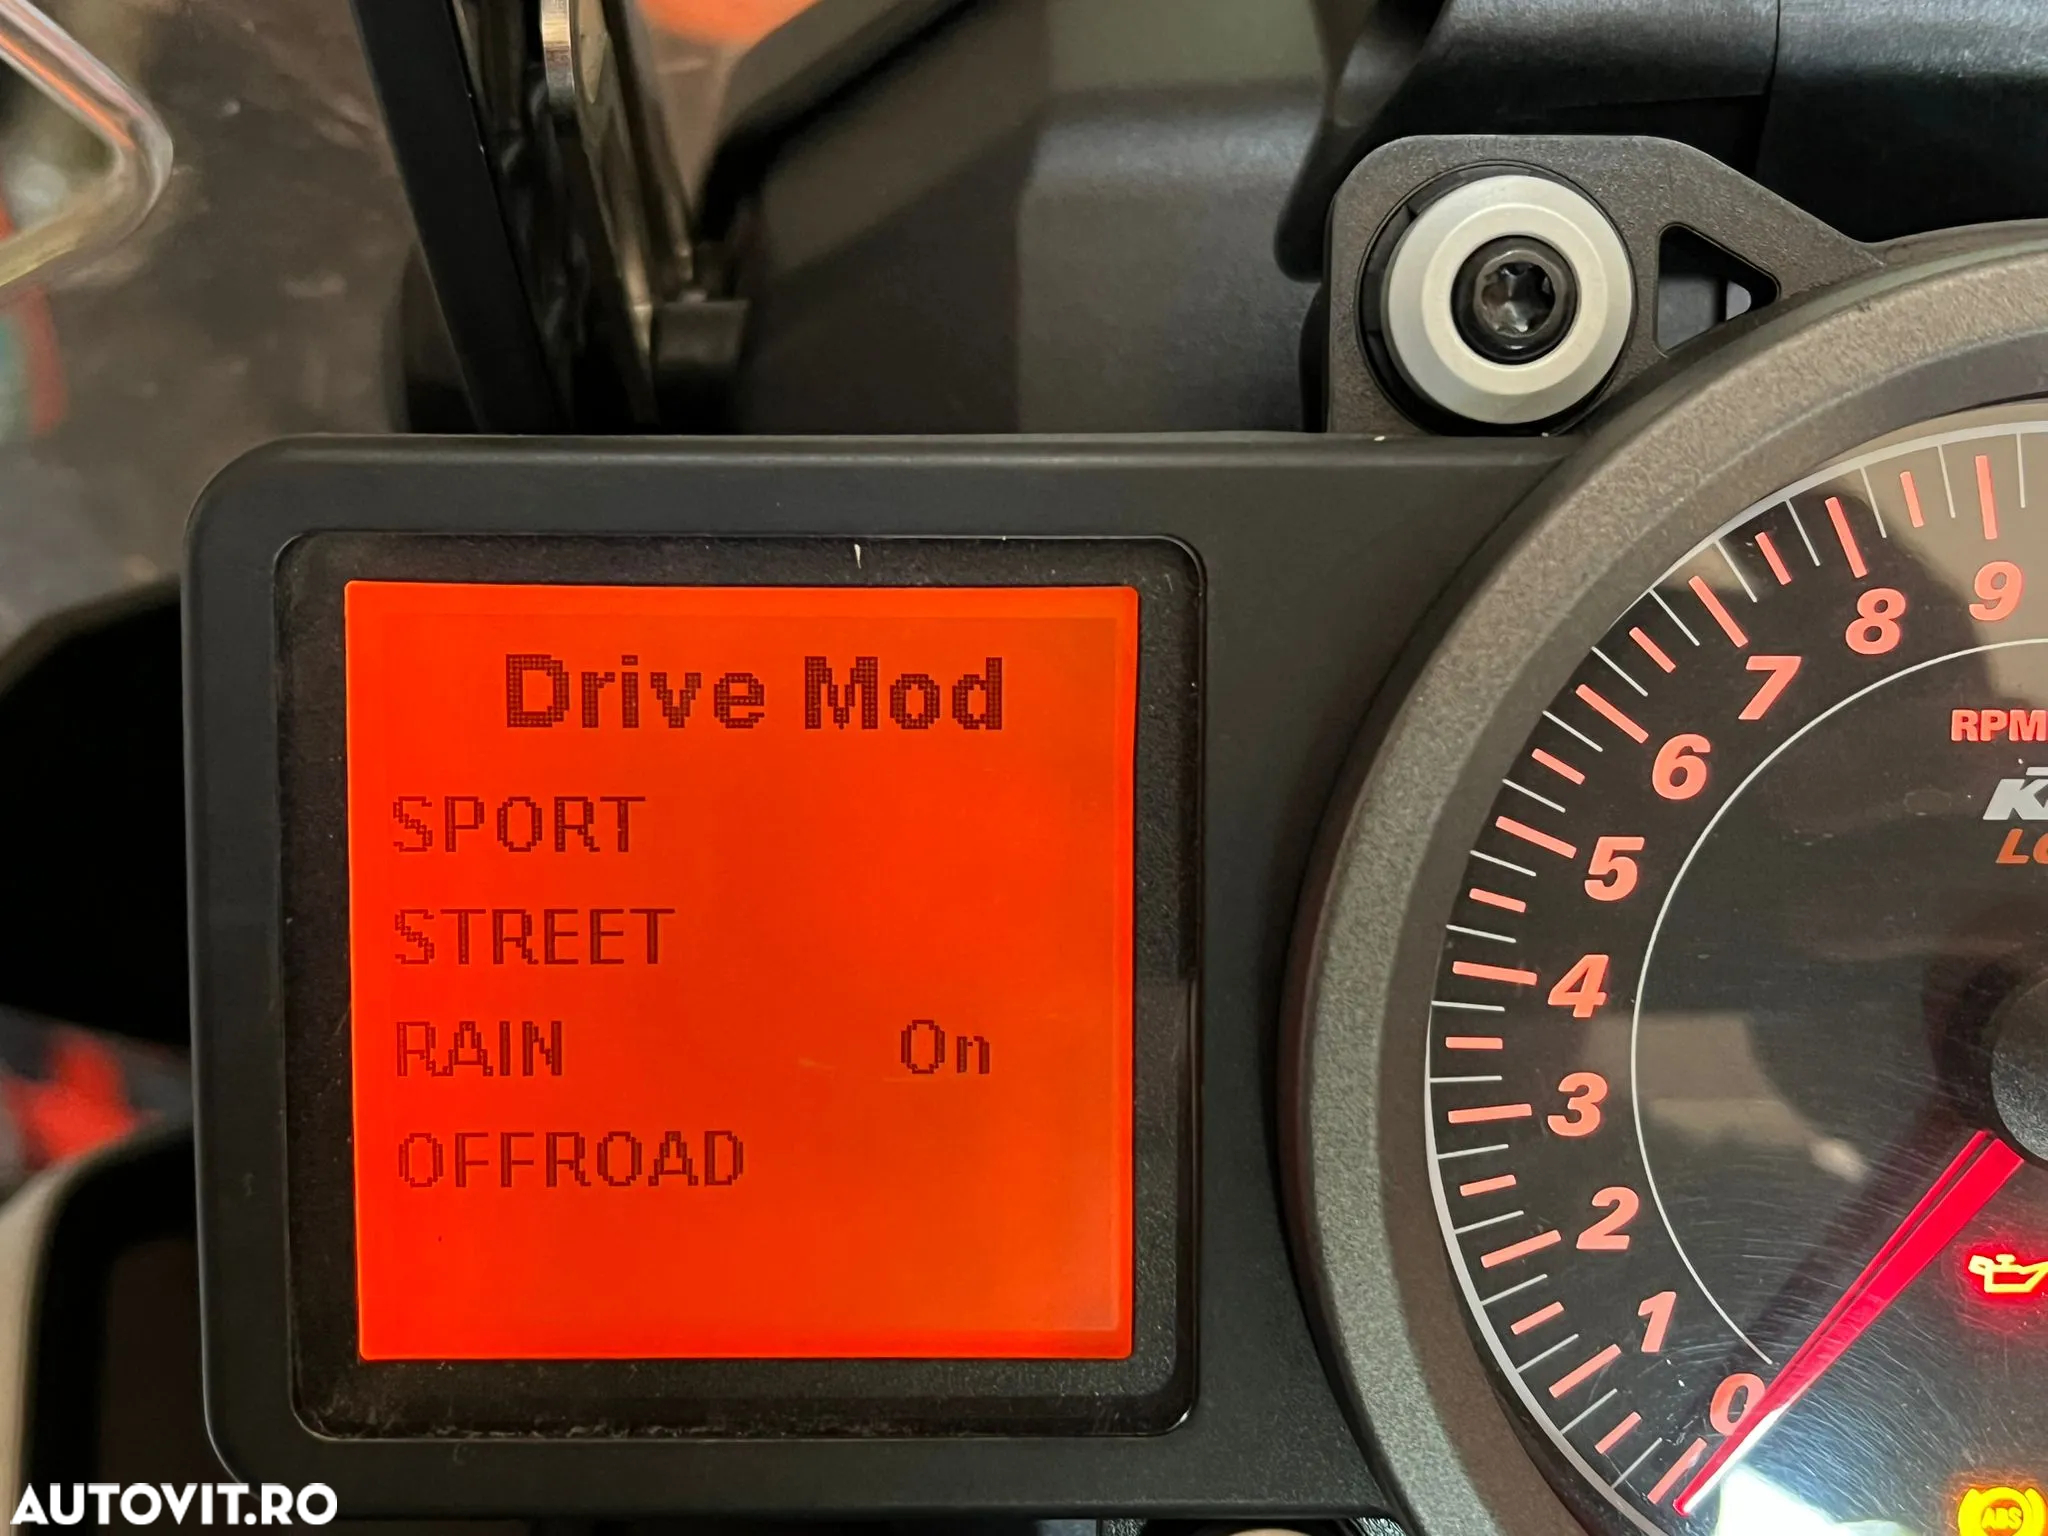 Drive Mod
SPORT
STREET
RAIN On
OFFROAD
9
8
7
6
5
4
3
2
1
0
RPM
ABS
AUTOVIT.RO